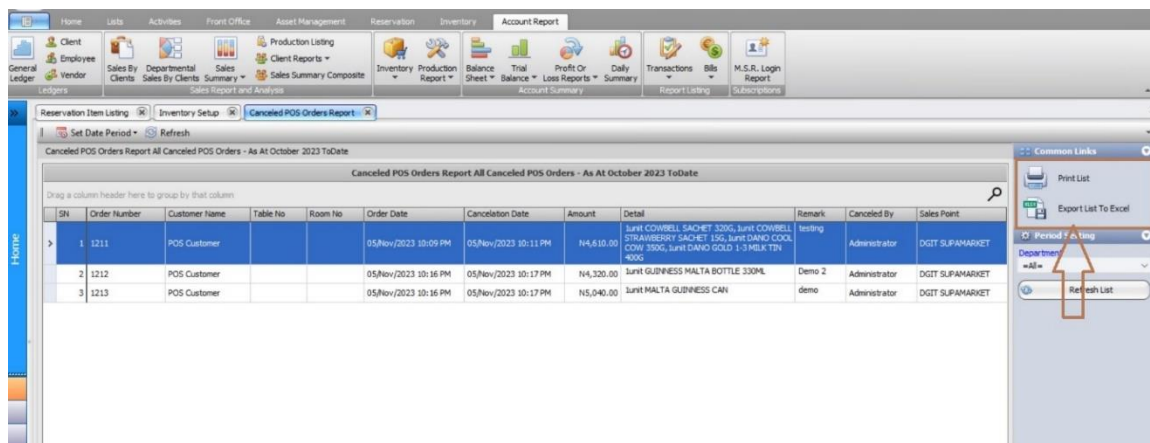 Home Lists Activities Front Office Asset Management Reservation Inventory Account Report
General Ledger
Client
Employee
Vendor
Ledgers
Sales By Clients
Departmental Sales By Clients
Sales Summary
Production Listing
Client Reports
Sales Summary Composite
Sales Report and Analysis
Inventory
Production Report
Balance Sheet
Trial Balance
Profit Or Loss Reports
Daily Summary
Account Summary
Transactions
Bills
Report Listing
M.S.R. Login Report
Subscriptions
Reservation Item Listing Inventory Setup Canceled POS Orders Report
Set Date Period Refresh
Canceled POS Orders Report All Canceled POS Orders - As At October 2023 ToDate
Canceled POS Orders Report All Canceled POS Orders - As At October 2023 ToDate
Drag a column header here to group by that column
SN Order Number Customer Name Table No Room No Order Date Cancelation Date Amount Detail Remark Canceled By Sales Point
1 1211 POS Customer 05/Nov/2023 10:09 PM 05/Nov/2023 10:11 PM N4,610.00 1unit COWBELL SACHET 320G, 1unit COWBELL STRAWBERRY SACHET 15G, 1unit DANO COOL COW 350G, 1unit DANO GOLD 1-3 MILK TIN 400G testing Administrator DGIT SUPAMARKET
2 1212 POS Customer 05/Nov/2023 10:16 PM 05/Nov/2023 10:17 PM N4,320.00 1unit GUINNESS MALTA BOTTLE 330ML Demo 2 Administrator DGIT SUPAMARKET
3 1213 POS Customer 05/Nov/2023 10:16 PM 05/Nov/2023 10:17 PM N5,040.00 1unit MALTA GUINNESS CAN demo Administrator DGIT SUPAMARKET
Home
Common Links
Print List
Export List To Excel
Department
=All=
Refresh List